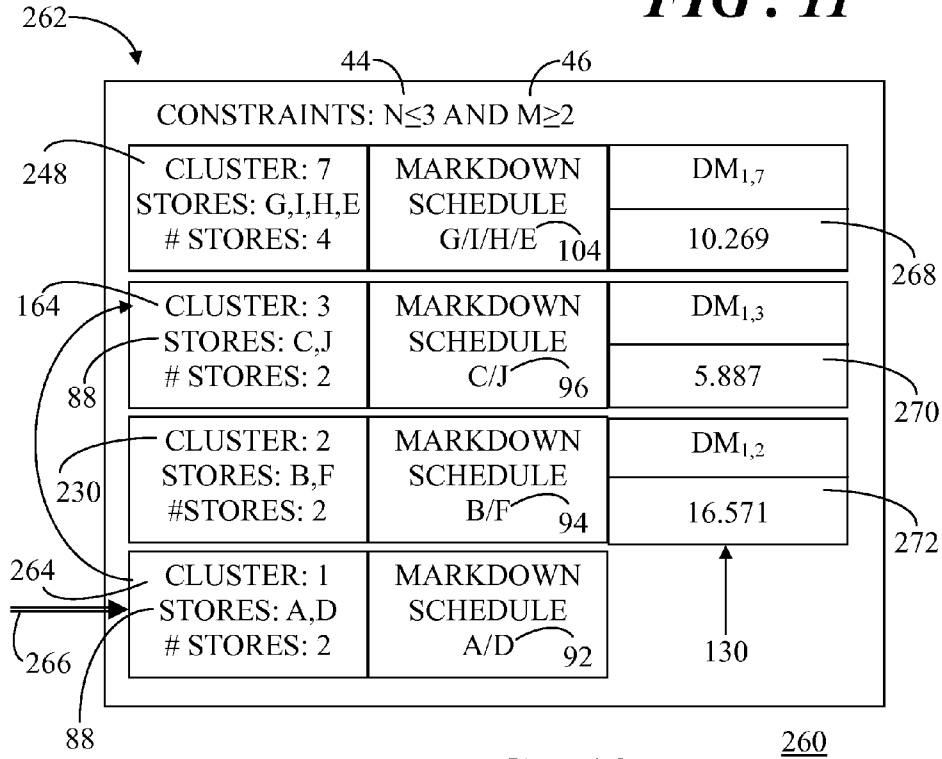 FIG. 11
262
44
46
CONSTRAINTS: N≤3 AND M≥2
248
CLUSTER: 7
STORES: G,I,H,E
# STORES: 4
MARKDOWN
SCHEDULE
G/I/H/E
104
DM1,7
10.269
268
164
CLUSTER: 3
STORES: C,J
# STORES: 2
88
MARKDOWN
SCHEDULE
C/J
96
DM1,3
5.887
270
CLUSTER: 2
STORES: B,F
#STORES: 2
230
MARKDOWN
SCHEDULE
B/F
94
DM1,2
16.571
272
264
CLUSTER: 1
STORES: A,D
# STORES: 2
266
88
MARKDOWN
SCHEDULE
A/D
92
130
260